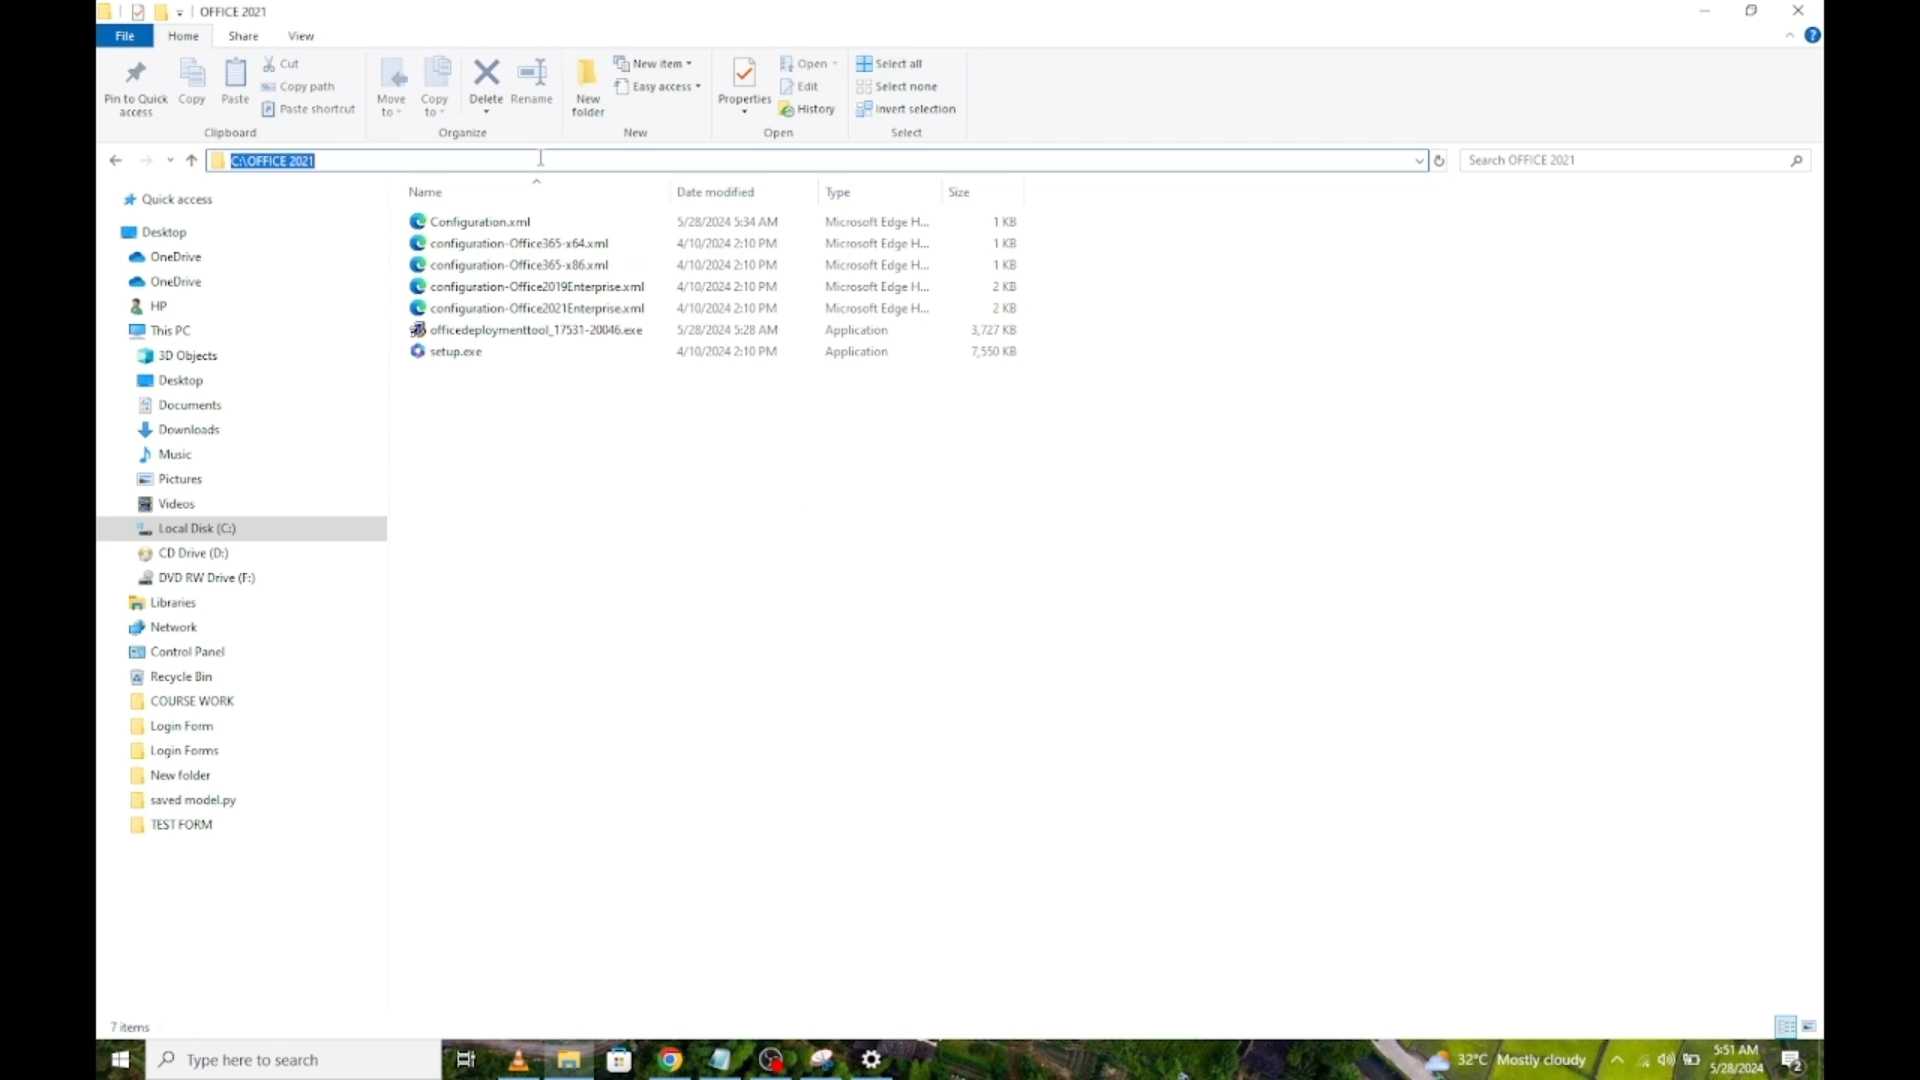 OFFICE 2021
File Home Share View
Pin to Quick access
Copy
Paste
Cut
Copy path
Paste shortcut
Clipboard
Move to
Copy to
Delete
Rename
Organize
New folder
New item
Easy access
New
Properties
Open
Edit
History
Open
Select all
Select none
Invert selection
Select
C:\OFFICE 2021
Search OFFICE 2021
Quick access
Desktop
OneDrive
OneDrive
HP
This PC
3D Objects
Desktop
Documents
Downloads
Music
Pictures
Videos
Local Disk (C:)
CD Drive (D:)
DVD RW Drive (F:)
Libraries
Network
Control Panel
Recycle Bin
COURSE WORK
Login Form
Login Forms
New folder
saved model.py
TEST FORM
Name Date modified Type Size
Configuration.xml 5/28/2024 5:34 AM Microsoft Edge H... 1 KB
configuration-Office365-x64.xml 4/10/2024 2:10 PM Microsoft Edge H... 1 KB
configuration-Office365-x86.xml 4/10/2024 2:10 PM Microsoft Edge H... 1 KB
configuration-Office2019Enterprise.xml 4/10/2024 2:10 PM Microsoft Edge H... 2 KB
configuration-Office2021Enterprise.xml 4/10/2024 2:10 PM Microsoft Edge H... 2 KB
officedeploymenttool_17531-20046.exe 5/28/2024 5:28 AM Application 3,727 KB
setup.exe 4/10/2024 2:10 PM Application 7,550 KB
7 items
Type here to search
32°C Mostly cloudy
5:51 AM
5/28/2024
2